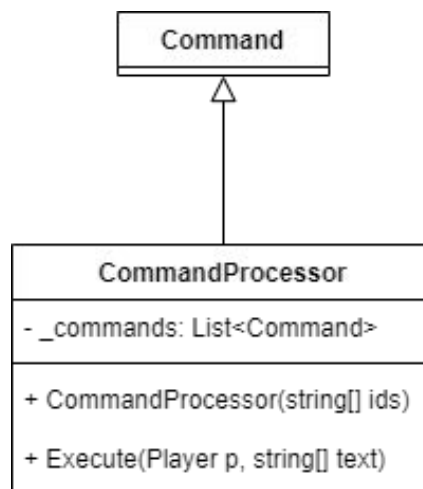 Command
CommandProcessor
- _commands: List<Command>
+ CommandProcessor(string[] ids)
+ Execute(Player p, string[] text)